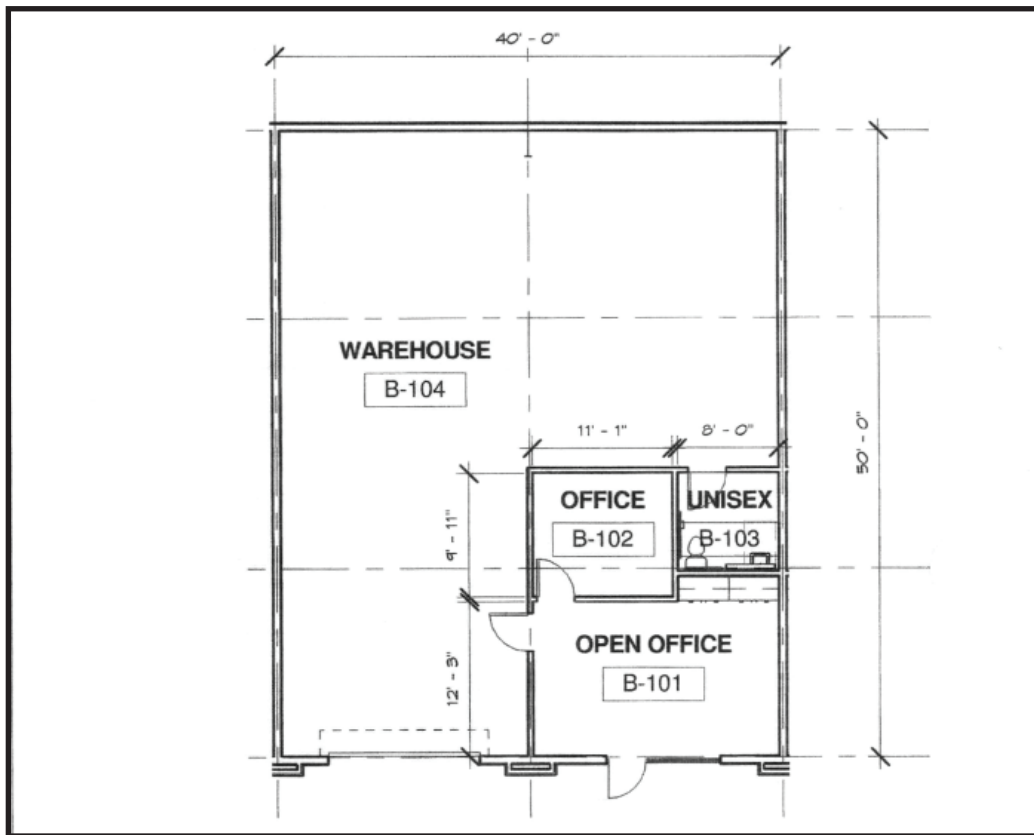 40' - 0"
WAREHOUSE
B-104
11' - 1"
8' - 0"
50' - 0"
OFFICE
B-102
UNISEX
B-103
9' - 11"
OPEN OFFICE
B-101
12' - 3"